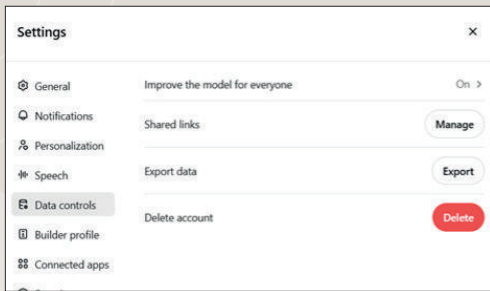 Settings
General
Notifications
Personalization
Speech
Data controls
Builder profile
Connected apps
Improve the model for everyone On
Shared links Manage
Export data Export
Delete account Delete